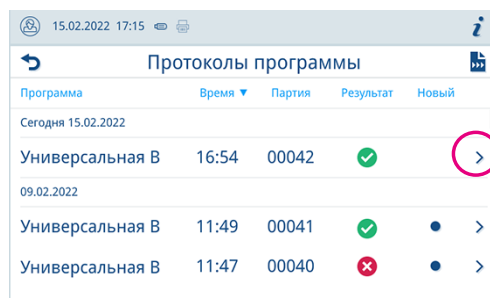 15.02.2022 17:15 i
Протоколы программы
Программа Время ▼ Партия Результат Новый
Сегодня 15.02.2022
Универсальная B 16:54 00042
09.02.2022
Универсальная B 11:49 00041
Универсальная B 11:47 00040